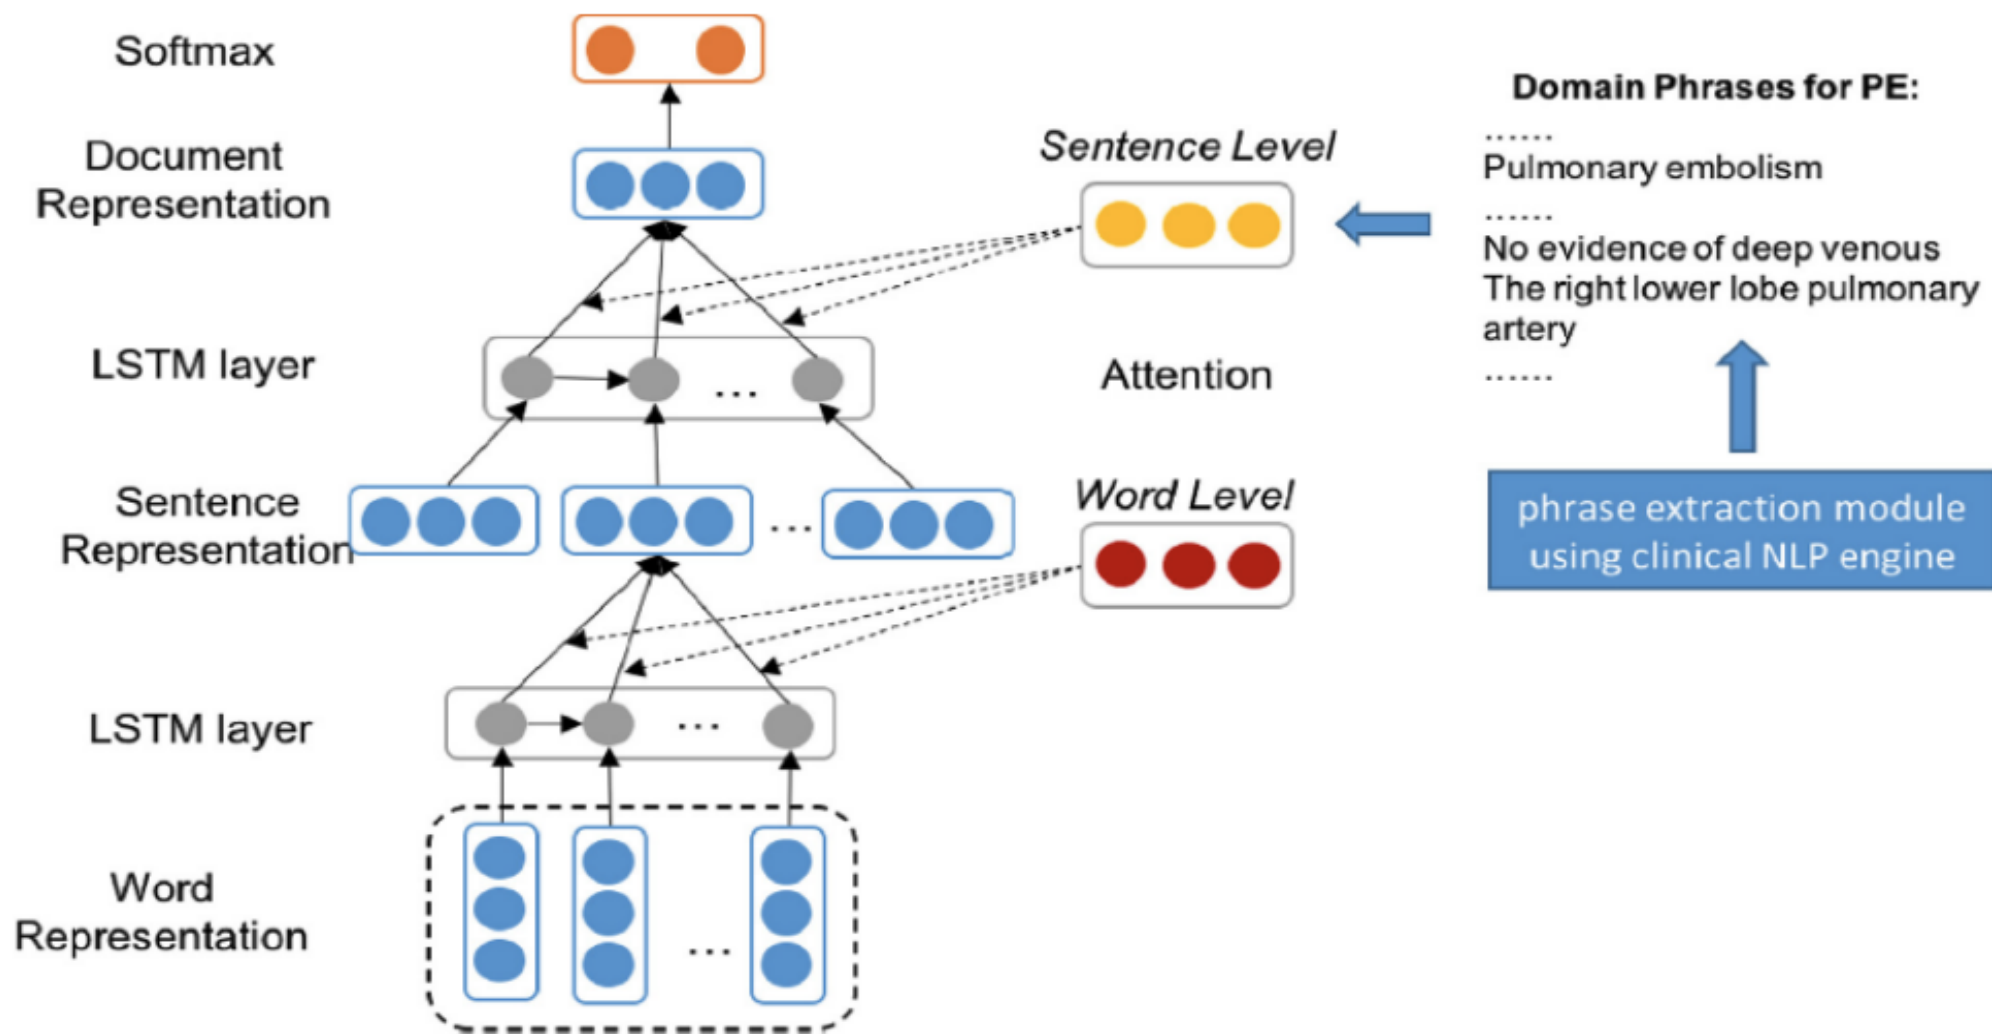 Softmax
Document
Representation
LSTM layer
Sentence
Representation
LSTM layer
Word
Representation
Sentence Level
Attention
Word Level
...
...
...
...
Domain Phrases for PE:
......
Pulmonary embolism
......
No evidence of deep venous
The right lower lobe pulmonary
artery
......
phrase extraction module
using clinical NLP engine